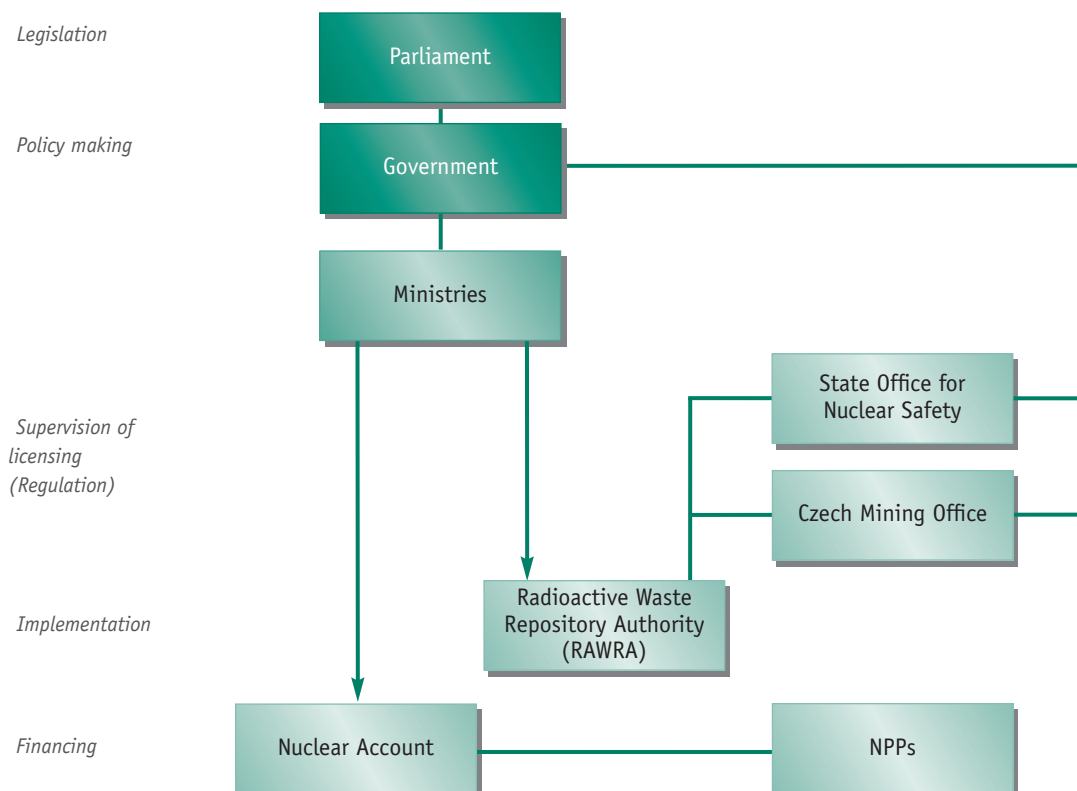 Legislation
Parliament
Policy making
Government
Ministries
State Office for
Nuclear Safety
Supervision of
licensing
(Regulation)
Czech Mining Office
Radioactive Waste
Repository Authority
(RAWRA)
Implementation
Financing
Nuclear Account
NPPs